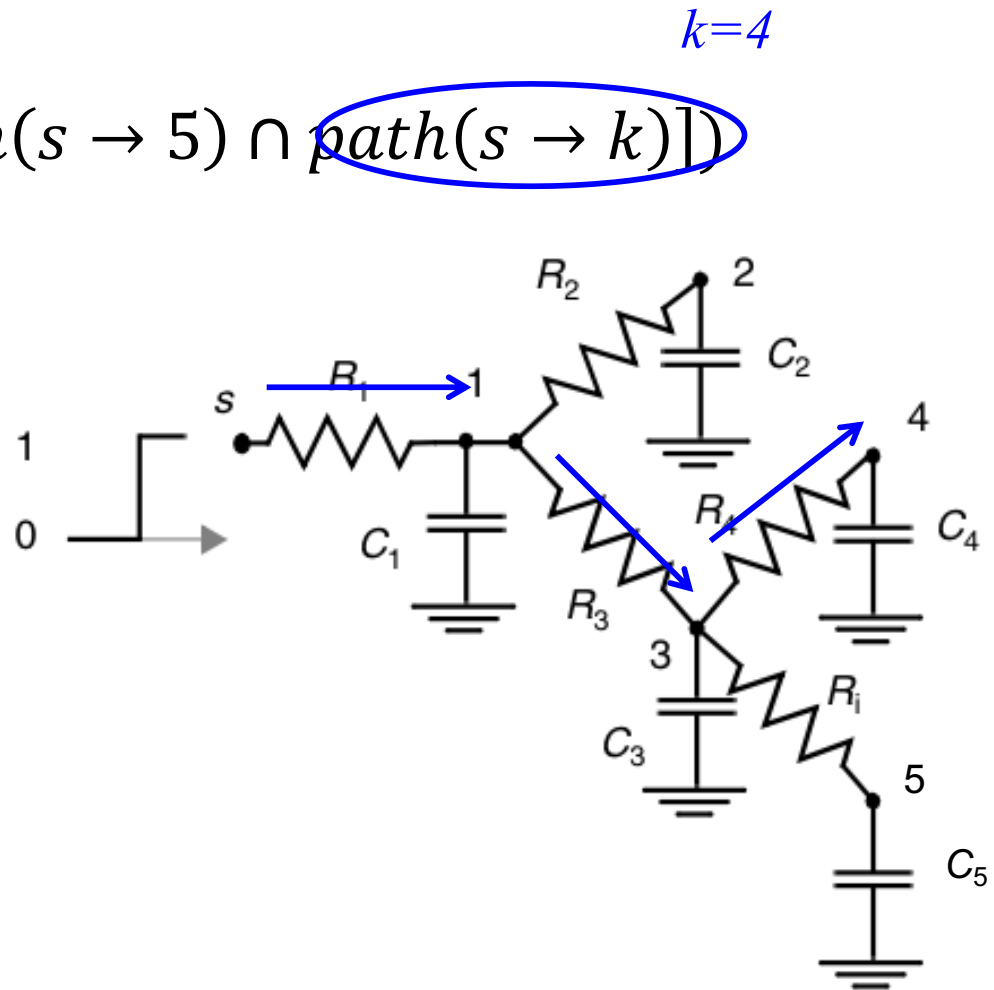 k=4
(s → 5) ∩ path(s → k)])
R₂
2
C₂
R₁
1
s
4
1
R₄
C₄
0
C₁
R₃
3
Rᵢ
C₃
5
C₅